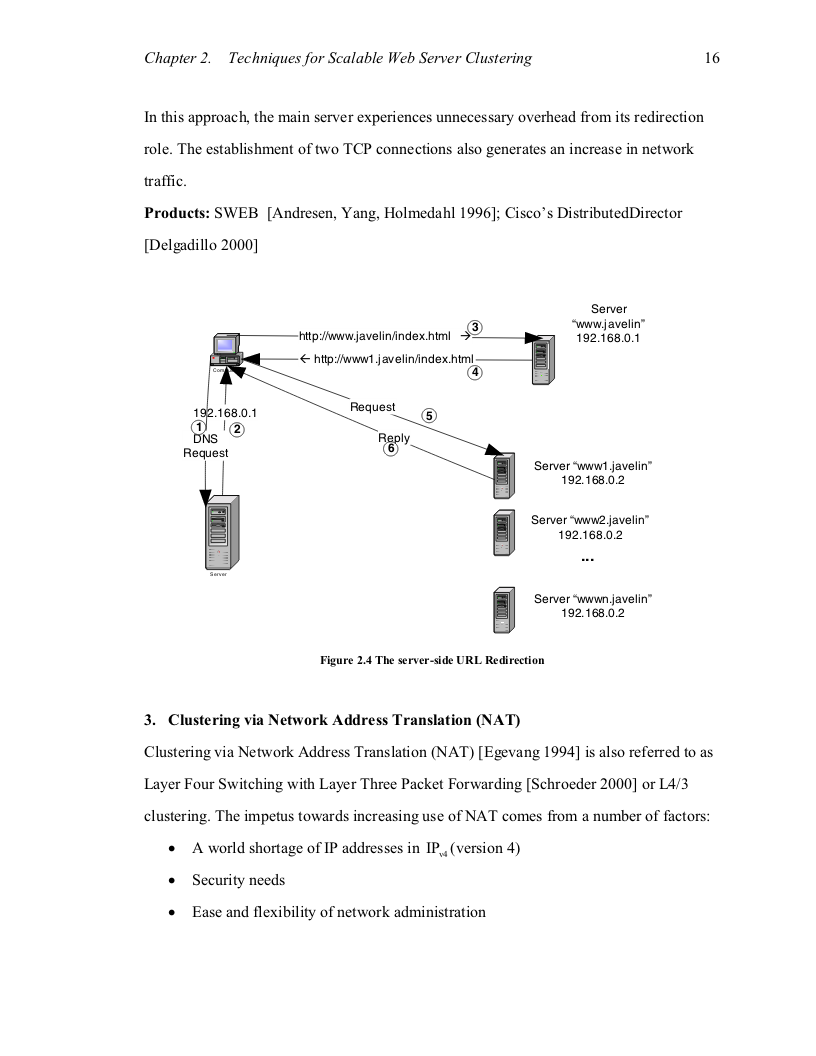 Chapter 2. Techniques for Scalable Web Server Clustering 16
In this approach, the main server experiences unnecessary overhead from its redirection
role. The establishment of two TCP connections also generates an increase in network
traffic.
Products: SWEB [Andresen, Yang, Holmedahl 1996]; Cisco's DistributedDirector
[Delgadillo 2000]
Server
"www.javelin"
192.168.0.1
http://www.javelin/index.html → 3
← http://www1.javelin/index.html
4
Request
5
Reply
6
192.168.0.1
1 2
DNS
Request
Server
Server "www1.javelin"
192.168.0.2
Server "www2.javelin"
192.168.0.2
...
Server "wwwn.javelin"
192.168.0.2
Figure 2.4 The server-side URL Redirection
3. Clustering via Network Address Translation (NAT)
Clustering via Network Address Translation (NAT) [Egevang 1994] is also referred to as
Layer Four Switching with Layer Three Packet Forwarding [Schroeder 2000] or L4/3
clustering. The impetus towards increasing use of NAT comes from a number of factors:
• A world shortage of IP addresses in IPv4 (version 4)
• Security needs
• Ease and flexibility of network administration